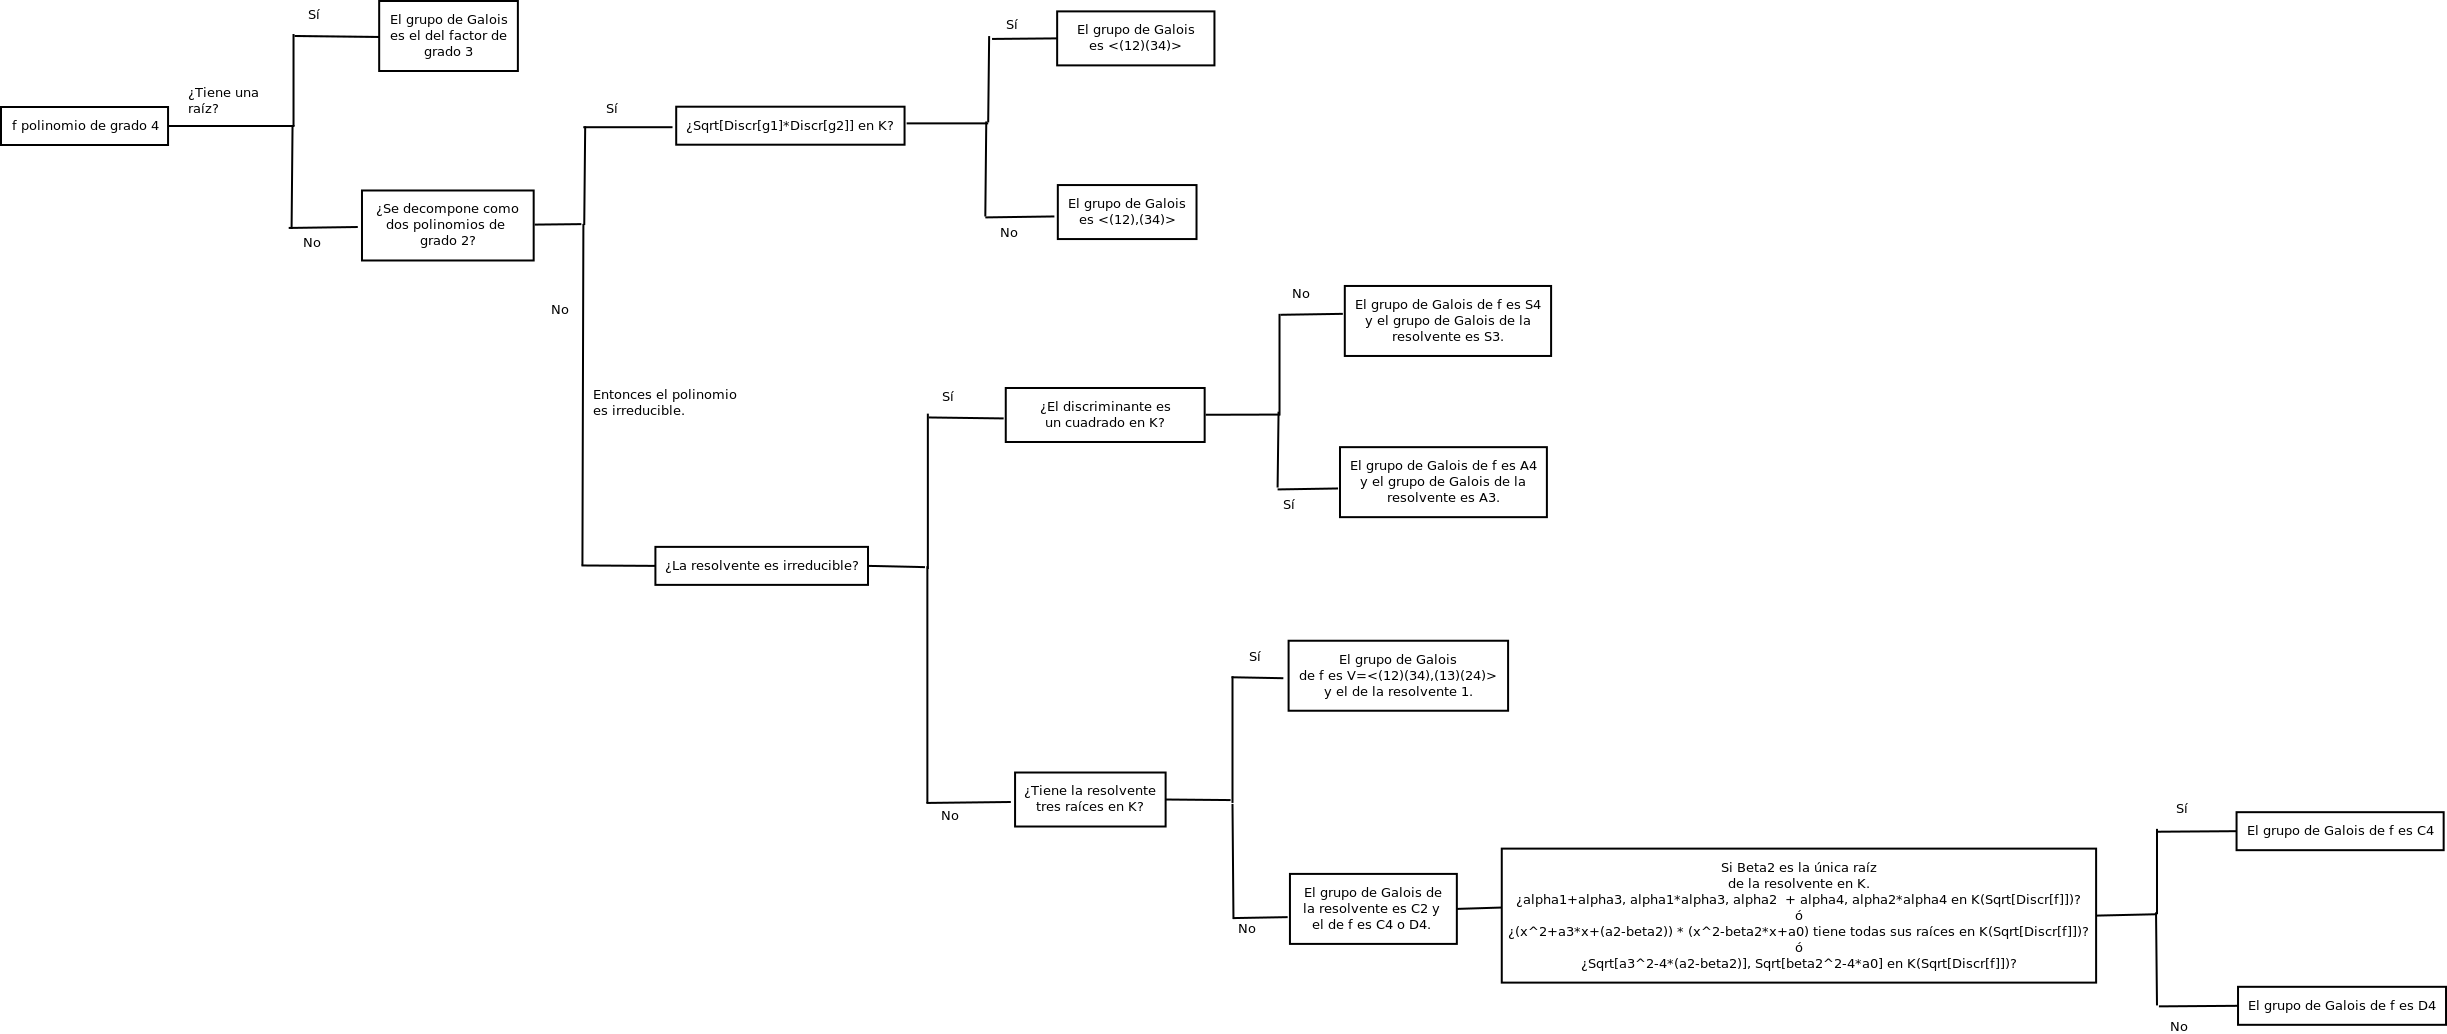 f polinomio de grado 4
¿Tiene una
raíz?
Sí
El grupo de Galois
es el del factor de
grado 3
No
¿Se decompone como
dos polinomios de
grado 2?
Sí
¿Sqrt[Discr[g1]*Discr[g2]] en K?
Sí
El grupo de Galois
es <(12)(34)>
No
El grupo de Galois
es <(12),(34)>
No
Entonces el polinomio
es irreducible.
¿La resolvente es irreducible?
Sí
¿El discriminante es
un cuadrado en K?
No
El grupo de Galois de f es S4
y el grupo de Galois de la
resolvente es S3.
Sí
El grupo de Galois de f es A4
y el grupo de Galois de la
resolvente es A3.
No
¿Tiene la resolvente
tres raíces en K?
Sí
El grupo de Galois
de f es V=<(12)(34),(13)(24)>
y el de la resolvente 1.
No
El grupo de Galois de
la resolvente es C2 y
el de f es C4 o D4.
Si Beta2 es la única raíz
de la resolvente en K.
¿alpha1+alpha3, alpha1*alpha3, alpha2  + alpha4, alpha2*alpha4 en K(Sqrt[Discr[f]])?
ó
¿(x^2+a3*x+(a2-beta2)) * (x^2-beta2*x+a0) tiene todas sus raíces en K(Sqrt[Discr[f]])?
ó
¿Sqrt[a3^2-4*(a2-beta2)], Sqrt[beta2^2-4*a0] en K(Sqrt[Discr[f]])?
Sí
El grupo de Galois de f es C4
No
El grupo de Galois de f es D4